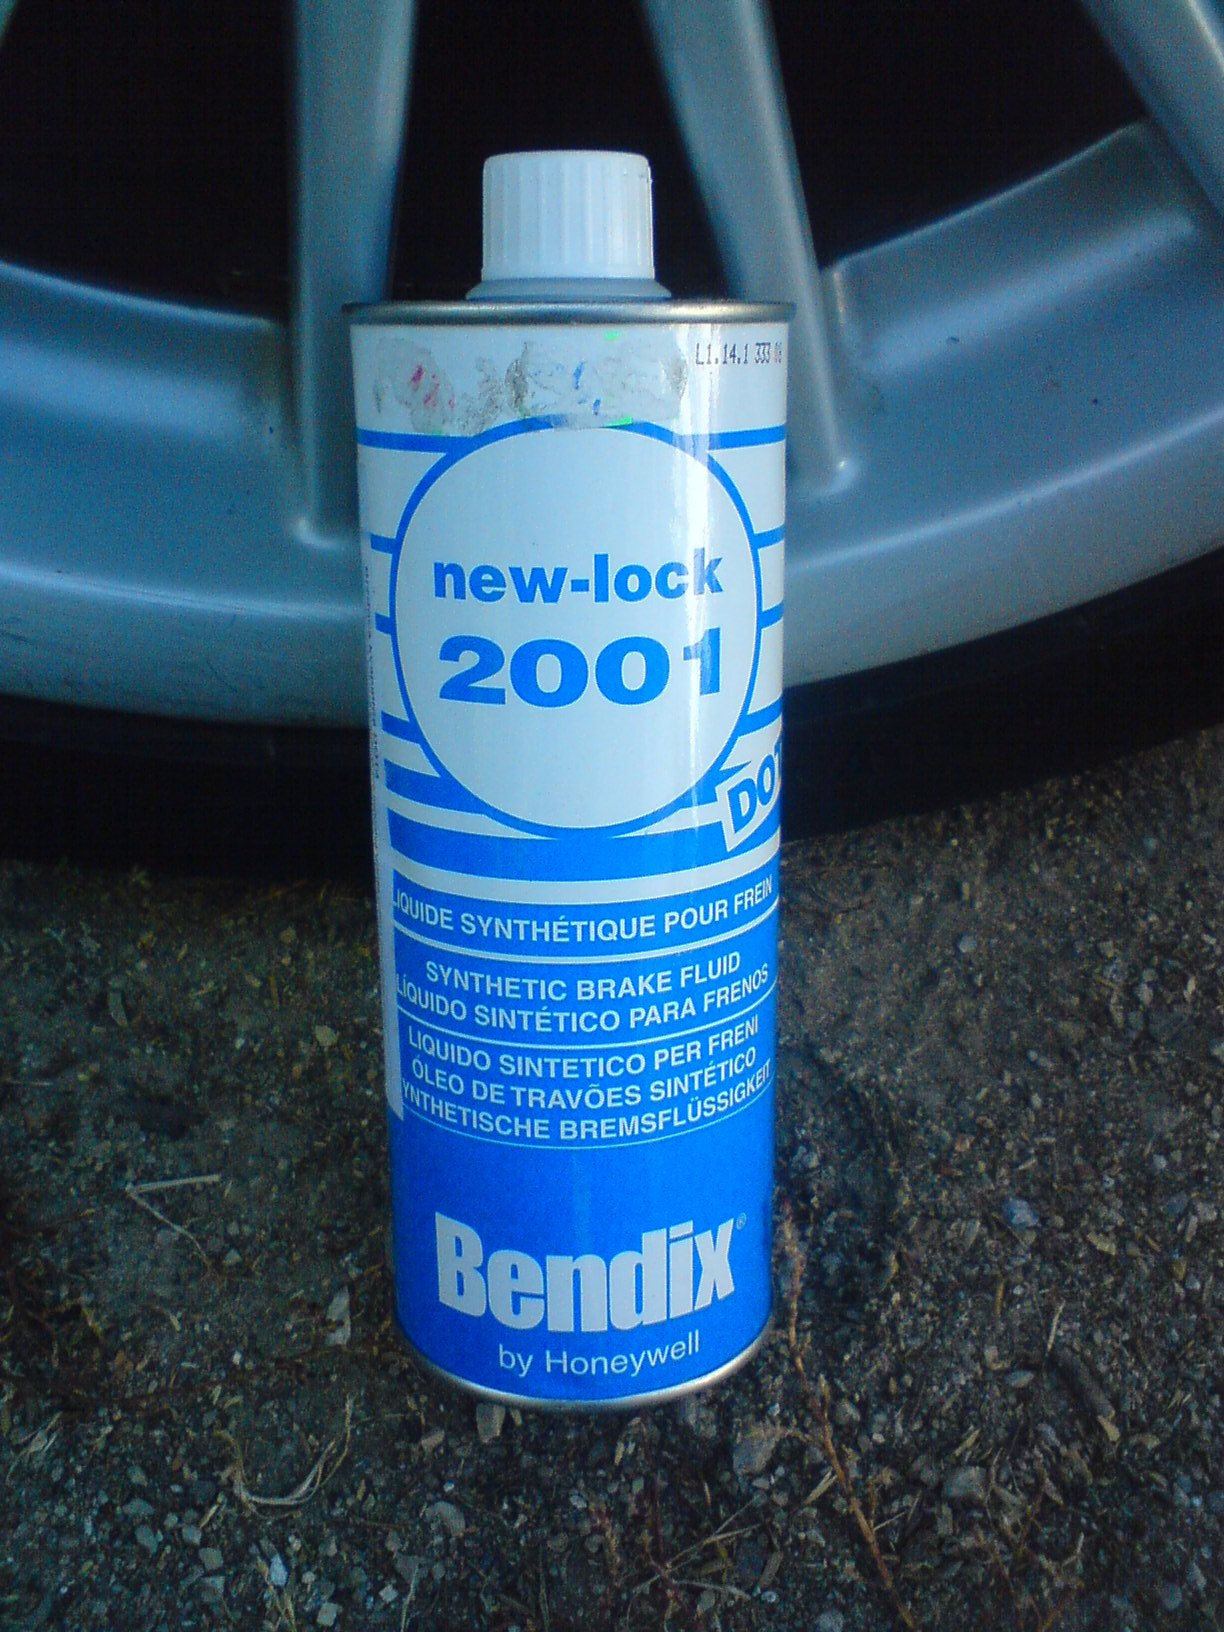 L1.14.1 333
new-lock
2001
DOT
LIQUIDE SYNTHÉTIQUE POUR FREIN
SYNTHETIC BRAKE FLUID
LÍQUIDO SINTÉTICO PARA FRENOS
LIQUIDO SINTETICO PER FRENI
ÓLEO DE TRAVÕES SINTÉTICO
YNTHETISCHE BREMSFLÜSSIGKEIT
Bendix®
by Honeywell